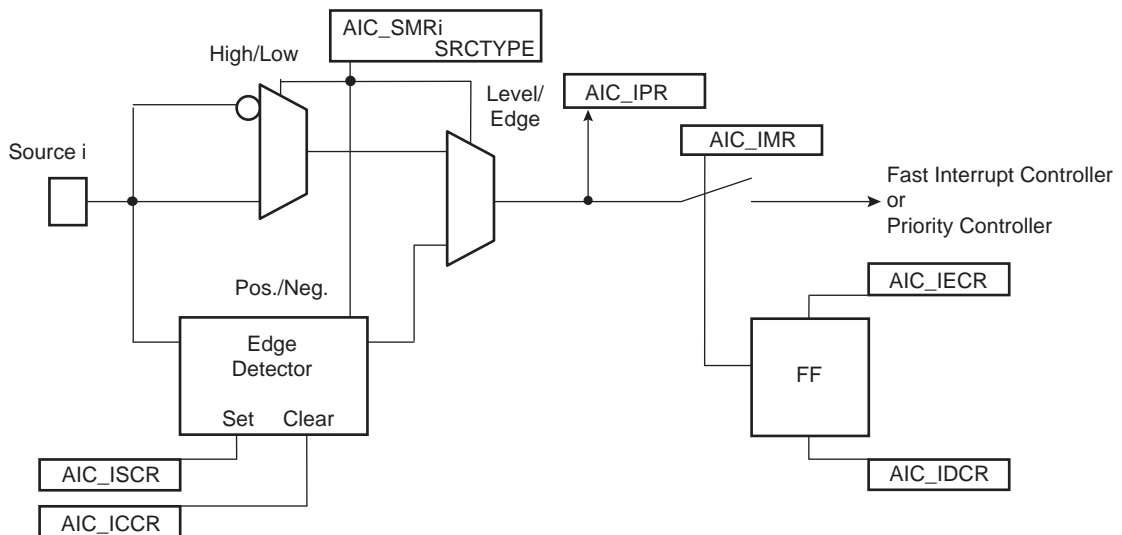 AIC_SMRi
SRCTYPE
High/Low
Level/
Edge
AIC_IPR
AIC_IMR
Source i
Fast Interrupt Controller
or
Priority Controller
Pos./Neg.
AIC_IECR
Edge
Detector
FF
Set Clear
AIC_ISCR
AIC_IDCR
AIC_ICCR